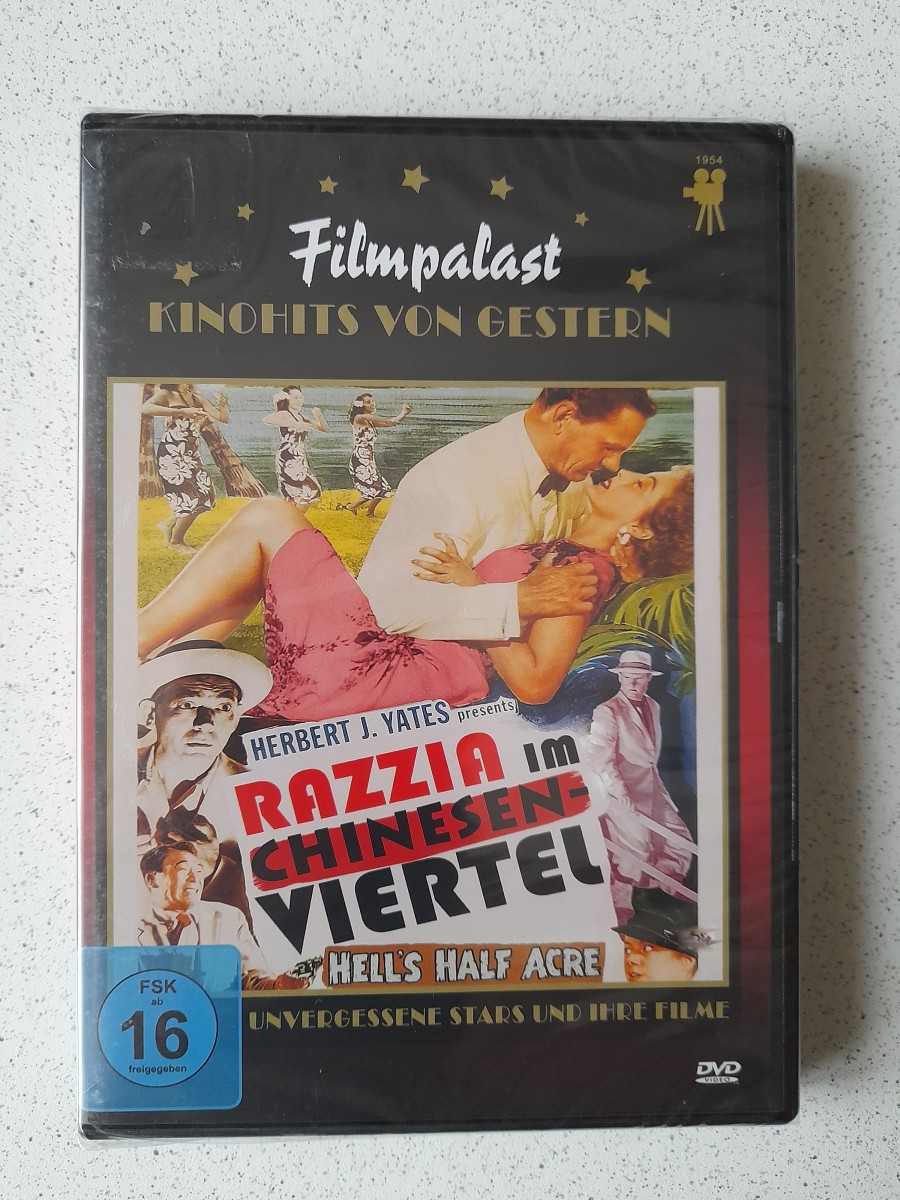 1954
Filmpalast
KINOHITS VON GESTERN
HERBERT J. YATES presents
RAZZIA IM
CHINESEN-
VIERTEL
HELL'S HALF ACRE
UNVERGESSENE STARS UND IHRE FILME
FSK
ab
16
freigegeben
DVD
VIDEO